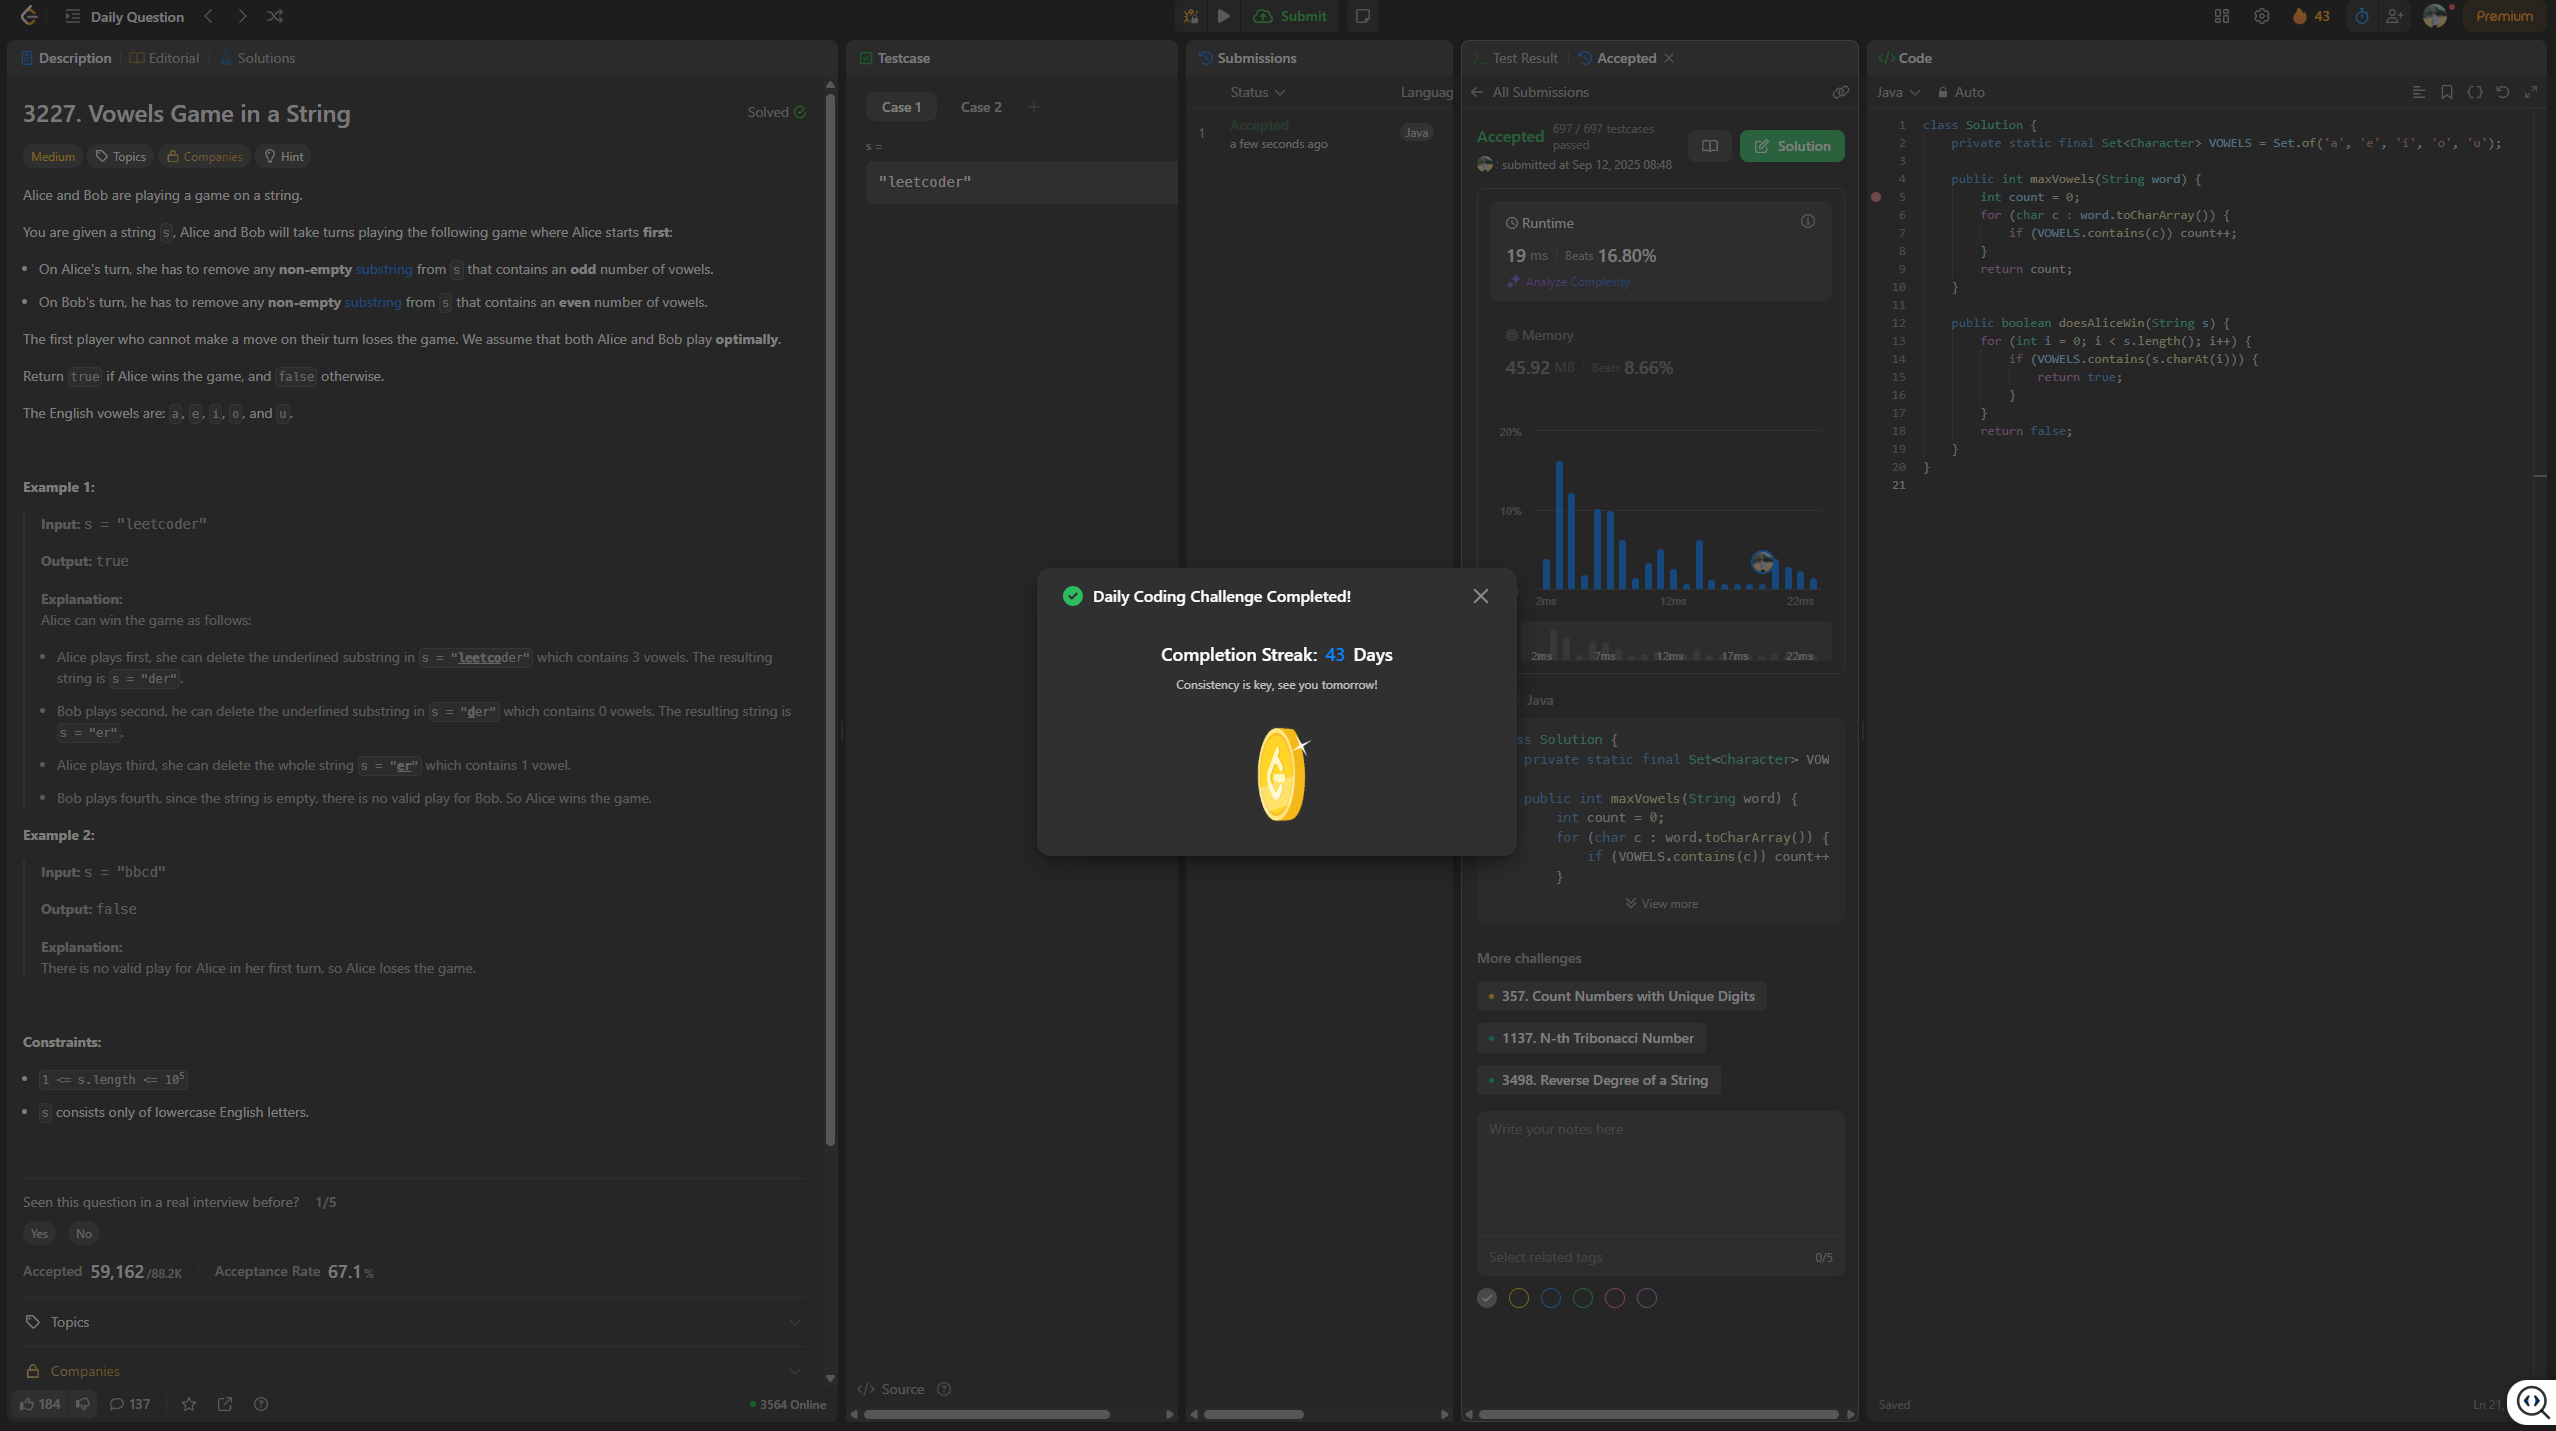 Daily Question
Submit
43
Premium
Description
Editorial
Solutions
3227. Vowels Game in a String
Solved
Medium
Topics
Companies
Hint
Alice and Bob are playing a game on a string.
You are given a string s, Alice and Bob will take turns playing the following game where Alice starts first:
• On Alice's turn, she has to remove any non-empty substring from s that contains an odd number of vowels.
• On Bob's turn, he has to remove any non-empty substring from s that contains an even number of vowels.
The first player who cannot make a move on their turn loses the game. We assume that both Alice and Bob play optimally.
Return true if Alice wins the game, and false otherwise.
The English vowels are: a, e, i, o, and u.
Example 1:
Input: s = "leetcoder"
Output: true
Explanation:
Alice can win the game as follows:
• Alice plays first, she can delete the underlined substring in s = "leetcoder" which contains 3 vowels. The resulting
string is s = "der".
• Bob plays second, he can delete the underlined substring in s = "der" which contains 0 vowels. The resulting string is
s = "er".
• Alice plays third, she can delete the whole string s = "er" which contains 1 vowel.
• Bob plays fourth, since the string is empty, there is no valid play for Bob. So Alice wins the game.
Example 2:
Input: s = "bbcd"
Output: false
Explanation:
There is no valid play for Alice in her first turn, so Alice loses the game.
Constraints:
• 1 <= s.length <= 10⁵
• s consists only of lowercase English letters.
Seen this question in a real interview before? 1/5
Yes
No
Accepted 59,162/88.2K
Acceptance Rate 67.1%
Topics
Companies
184
137
3564 Online
Testcase
Case 1
Case 2
s =
"leetcoder"
Source
Submissions
Status
Languag
1
Accepted
a few seconds ago
Java
Test Result
Accepted
All Submissions
Accepted 697 / 697 testcases
passed
submitted at Sep 12, 2025 08:48
Solution
Runtime
19 ms Beats 16.80%
Analyze Complexity
Memory
45.92 MB Beats 8.66%
20%
10%
2ms
12ms
22ms
2ms
7ms
12ms
17ms
22ms
Daily Coding Challenge Completed!
Completion Streak: 43 Days
Consistency is key, see you tomorrow!
Java
ss Solution {
private static final Set<Character> VOW
public int maxVowels(String word) {
int count = 0;
for (char c : word.toCharArray()) {
if (VOWELS.contains(c)) count++
}
View more
More challenges
357. Count Numbers with Unique Digits
1137. N-th Tribonacci Number
3498. Reverse Degree of a String
Write your notes here
Select related tags
0/5
Code
Java
Auto
1 class Solution {
2 private static final Set<Character> VOWELS = Set.of('a', 'e', 'i', 'o', 'u');
3
4 public int maxVowels(String word) {
5 int count = 0;
6 for (char c : word.toCharArray()) {
7 if (VOWELS.contains(c)) count++;
8 }
9 return count;
10 }
11
12 public boolean doesAliceWin(String s) {
13 for (int i = 0; i < s.length(); i++) {
14 if (VOWELS.contains(s.charAt(i))) {
15 return true;
16 }
17 }
18 return false;
19 }
20 }
21
Saved
Ln 21,